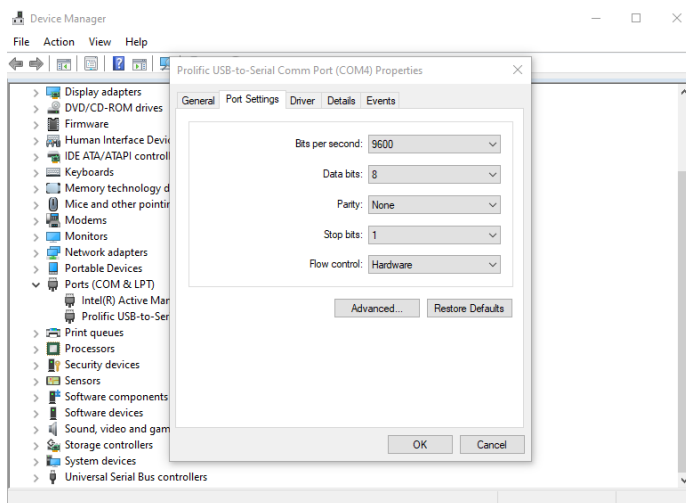 Device Manager
File Action View Help
Prolific USB-to-Serial Comm Port (COM4) Properties
General Port Settings Driver Details Events
Bits per second: 9600
Data bits: 8
Parity: None
Stop bits: 1
Flow control: Hardware
Advanced... Restore Defaults
OK Cancel
Display adapters
DVD/CD-ROM drives
Firmware
Human Interface Devi
IDE ATA/ATAPI control
Keyboards
Memory technology d
Mice and other pointin
Modems
Monitors
Network adapters
Portable Devices
Ports (COM & LPT)
Intel(R) Active Mar
Prolific USB-to-Ser
Print queues
Processors
Security devices
Sensors
Software components
Software devices
Sound, video and gam
Storage controllers
System devices
Universal Serial Bus controllers